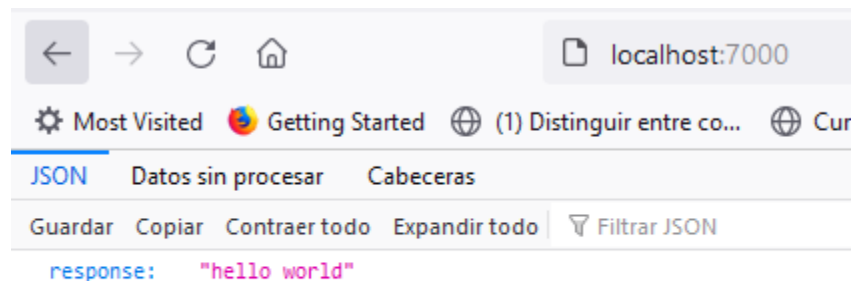 localhost:7000
Most Visited Getting Started (1) Distinguir entre co... Cur
JSON Datos sin procesar Cabeceras
Guardar Copiar Contraer todo Expandir todo Filtrar JSON
response: "hello world"